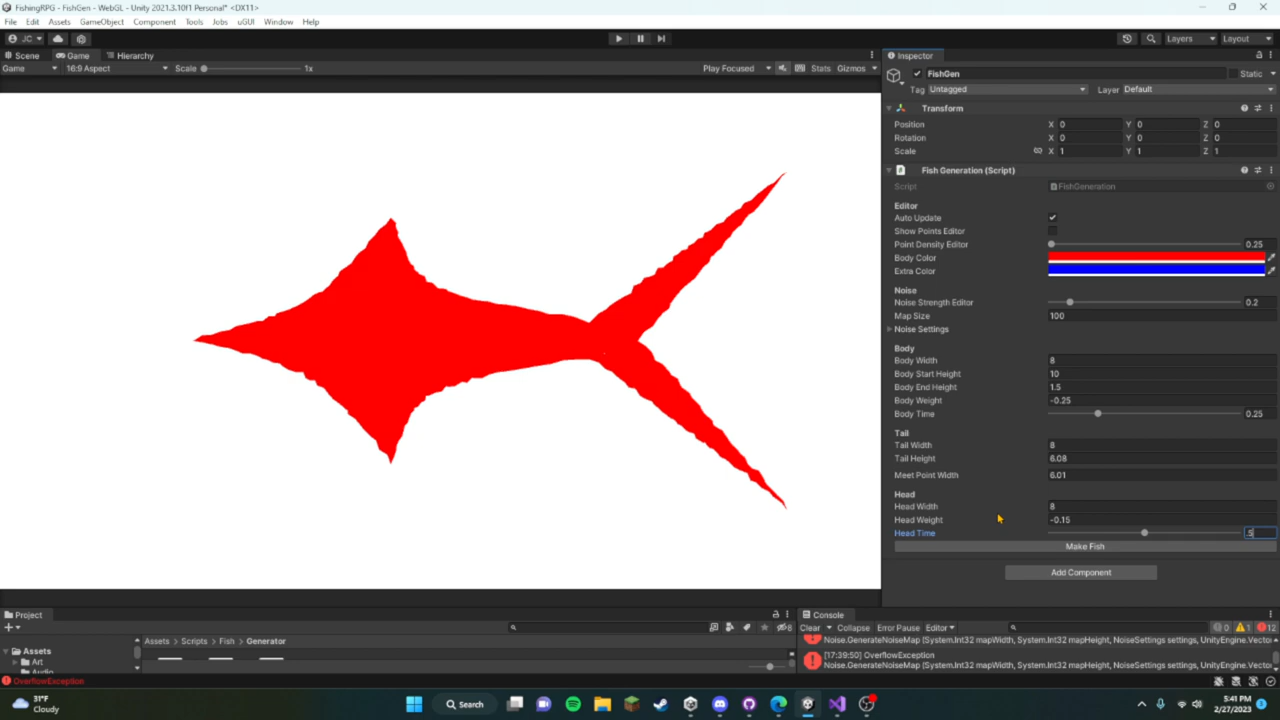 FishingRPG - FishGen - WebGL - Unity 2021.3.10f1 Personal* <DX11>
File Edit Assets GameObject Component Tools Jobs uGUI Window Help
JC Layers Layout
Scene Game Hierarchy
Game 16:9 Aspect Scale 1x Play Focused Stats Gizmos
Inspector
FishGen Static
Tag Untagged Layer Default
Transform
Position X 0 Y 0 Z 0
Rotation X 0 Y 0 Z 0
Scale X 1 Y 1 Z 1
Fish Generation (Script)
Script FishGeneration
Editor
Auto Update
Show Points Editor
Point Density Editor 0.25
Body Color
Extra Color
Noise
Noise Strength Editor 0.2
Map Size 100
Noise Settings
Body
Body Width 8
Body Start Height 10
Body End Height 1.5
Body Weight -0.25
Body Time 0.25
Tail
Tail Width 8
Tail Height 6.08
Meet Point Width 6.01
Head
Head Width 8
Head Weight -0.15
Head Time .5
Make Fish
Add Component
Project
8
Assets > Scripts > Fish > Generator
Assets
Art
Audio
Console
Clear Collapse Error Pause Editor 0 1 12
Noise.GenerateNoiseMap (System.Int32 mapWidth, System.Int32 mapHeight, NoiseSettings settings, UnityEngine.Vector
[17:39:50] OverflowException
Noise.GenerateNoiseMap (System.Int32 mapWidth, System.Int32 mapHeight, NoiseSettings settings, UnityEngine.Vector
OverflowException
31°F
Cloudy
Search
5:41 PM
2/27/2023